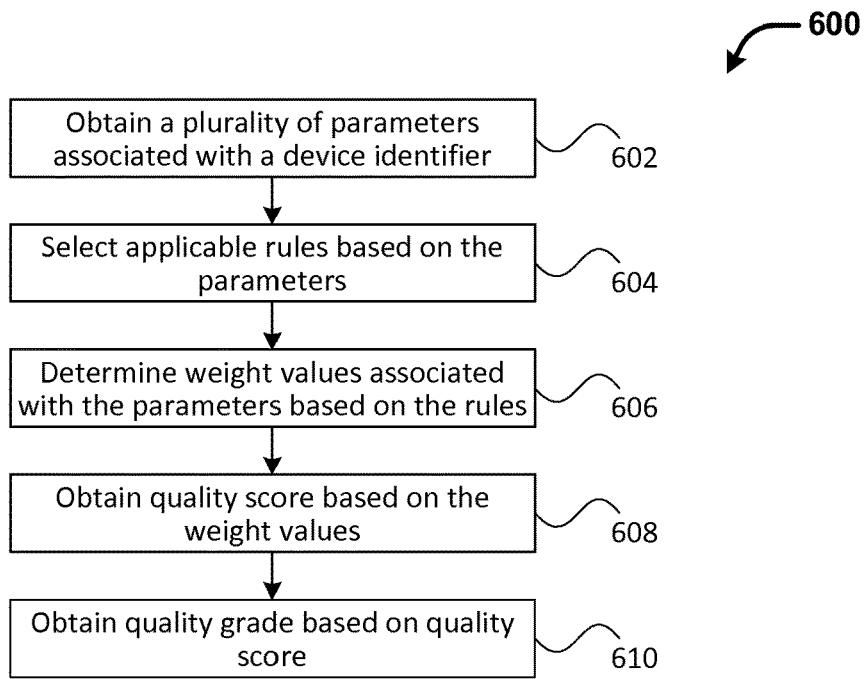 600
Obtain a plurality of parameters
associated with a device identifier
602
Select applicable rules based on the
parameters
604
Determine weight values associated
with the parameters based on the rules
606
Obtain quality score based on the
weight values
608
Obtain quality grade based on quality
score
610